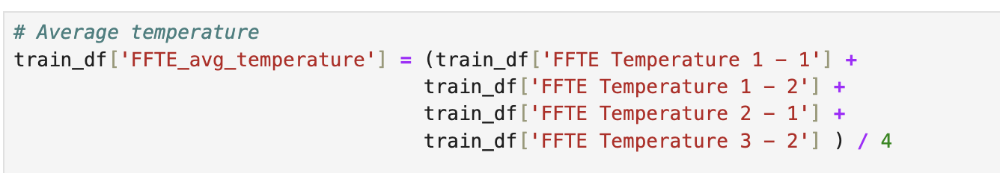 # Average temperature
train_df['FFTE_avg_temperature'] = (train_df['FFTE Temperature 1 - 1'] +
train_df['FFTE Temperature 1 - 2'] +
train_df['FFTE Temperature 2 - 1'] +
train_df['FFTE Temperature 3 - 2'] ) / 4